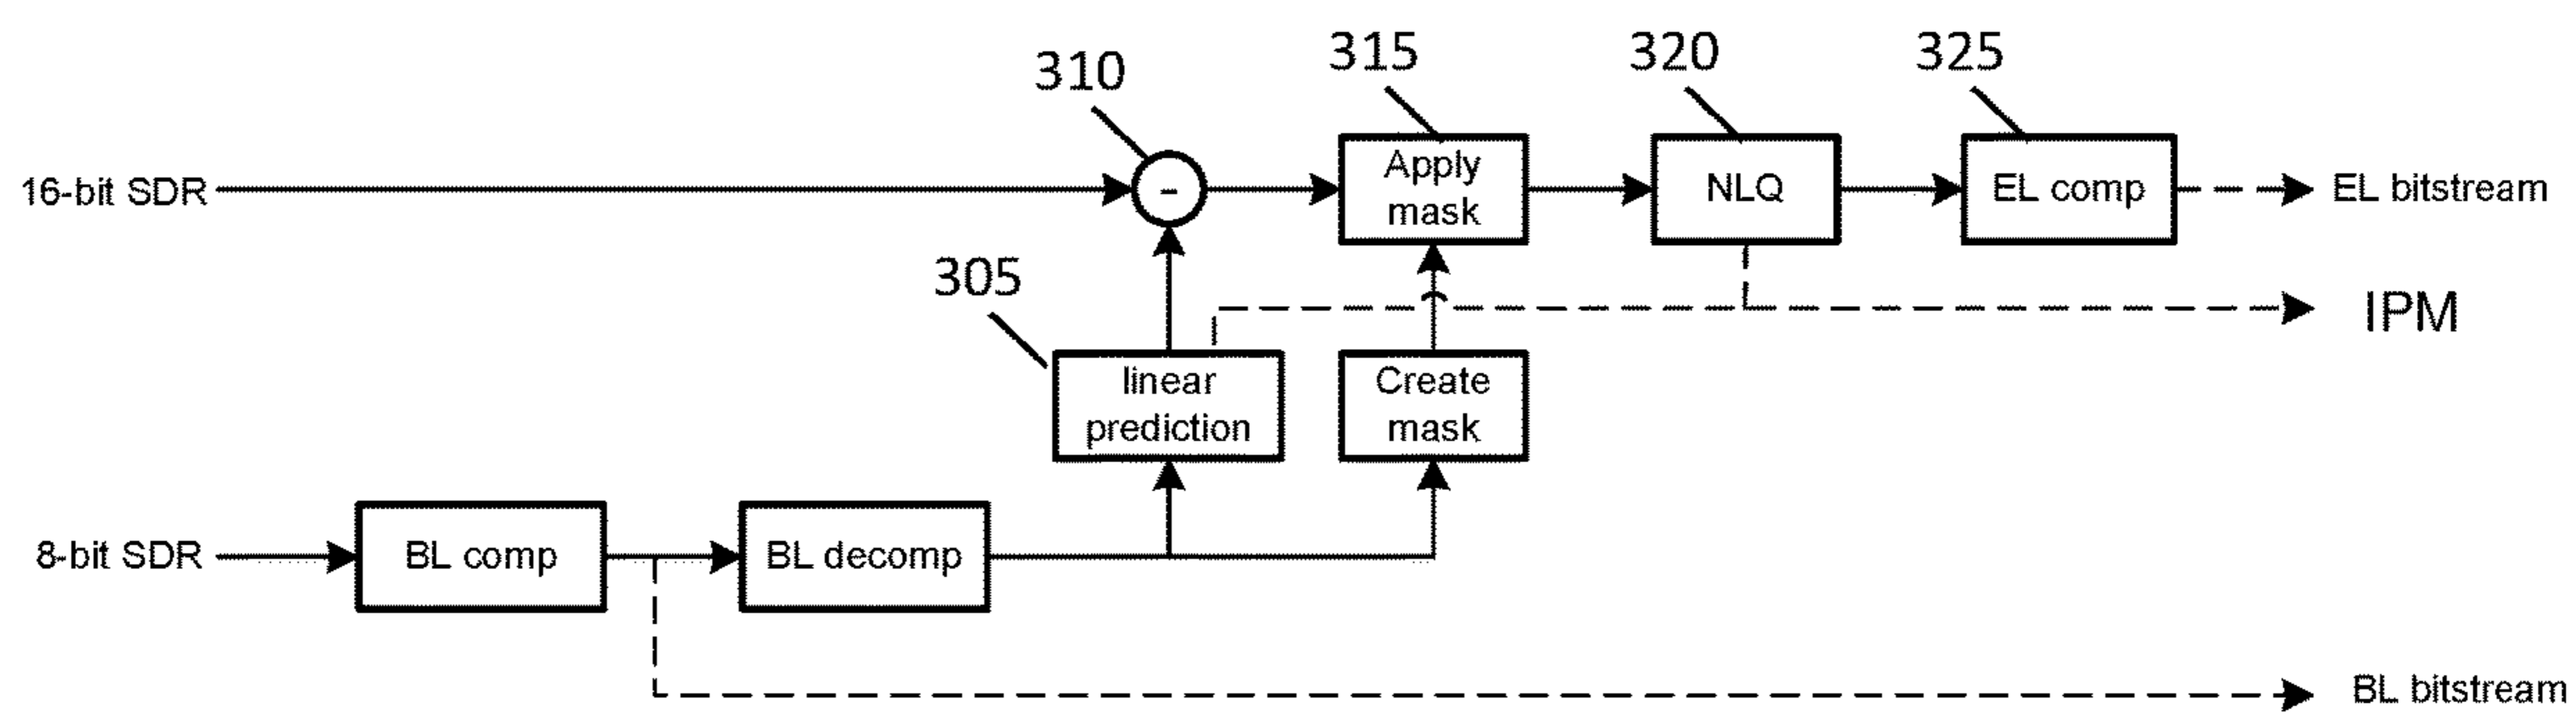 310
315
320
325
16-bit SDR
-
Apply
mask
NLQ
EL comp
EL bitstream
305
IPM
linear
prediction
Create
mask
8-bit SDR
BL comp
BL decomp
BL bitstream